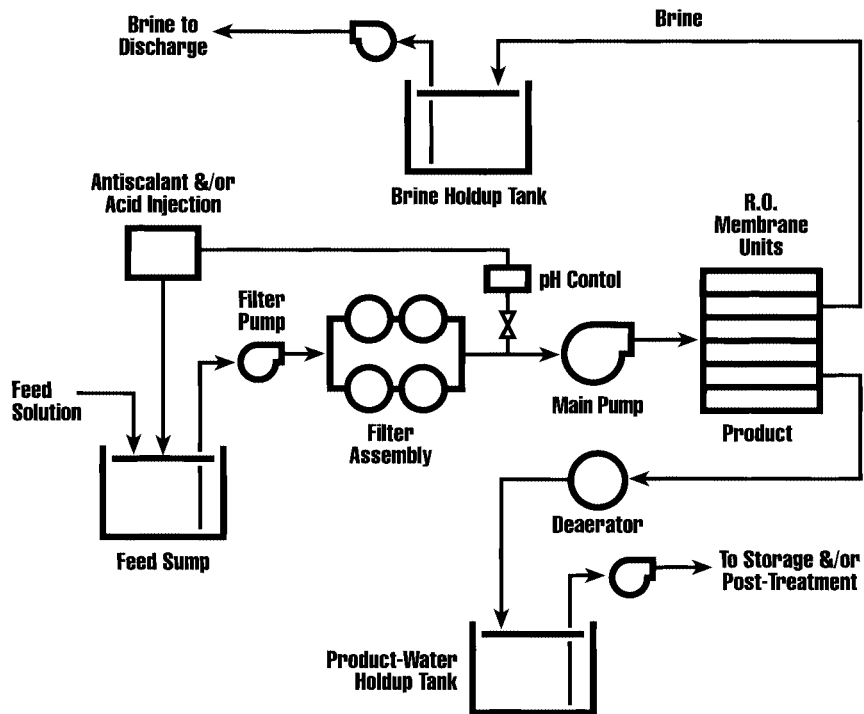 Brine to
Discharge
Brine
Brine Holdup Tank
Antiscalant &/or
Acid Injection
R.O.
Membrane
Units
pH Contol
Filter
Pump
Feed
Solution
Filter
Assembly
Main Pump
Product
Feed Sump
Deaerator
To Storage &/or
Post-Treatment
Product-Water
Holdup Tank